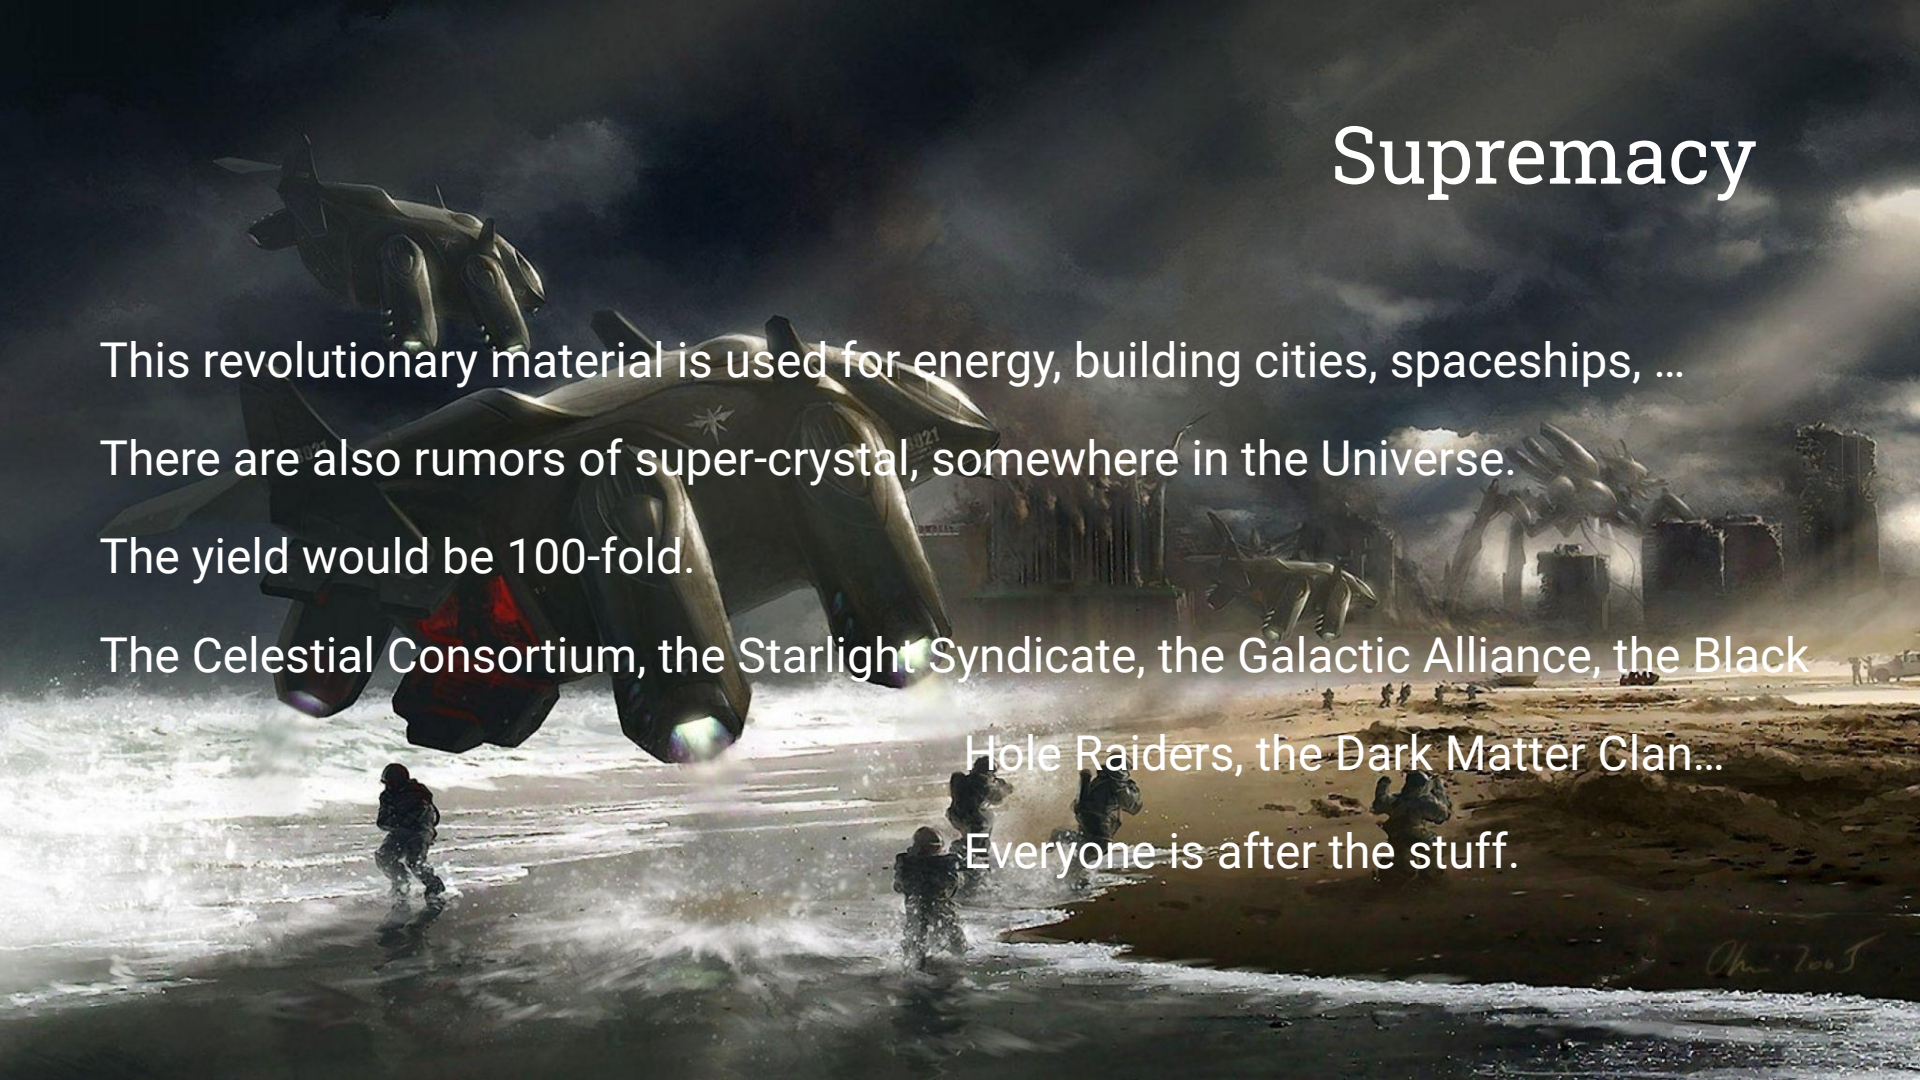 Supremacy
This revolutionary material is used for energy, building cities, spaceships, …
There are also rumors of super-crystal, somewhere in the Universe.
The yield would be 100-fold.
The Celestial Consortium, the Starlight Syndicate, the Galactic Alliance, the Black
Hole Raiders, the Dark Matter Clan…
Everyone is after the stuff.
2005